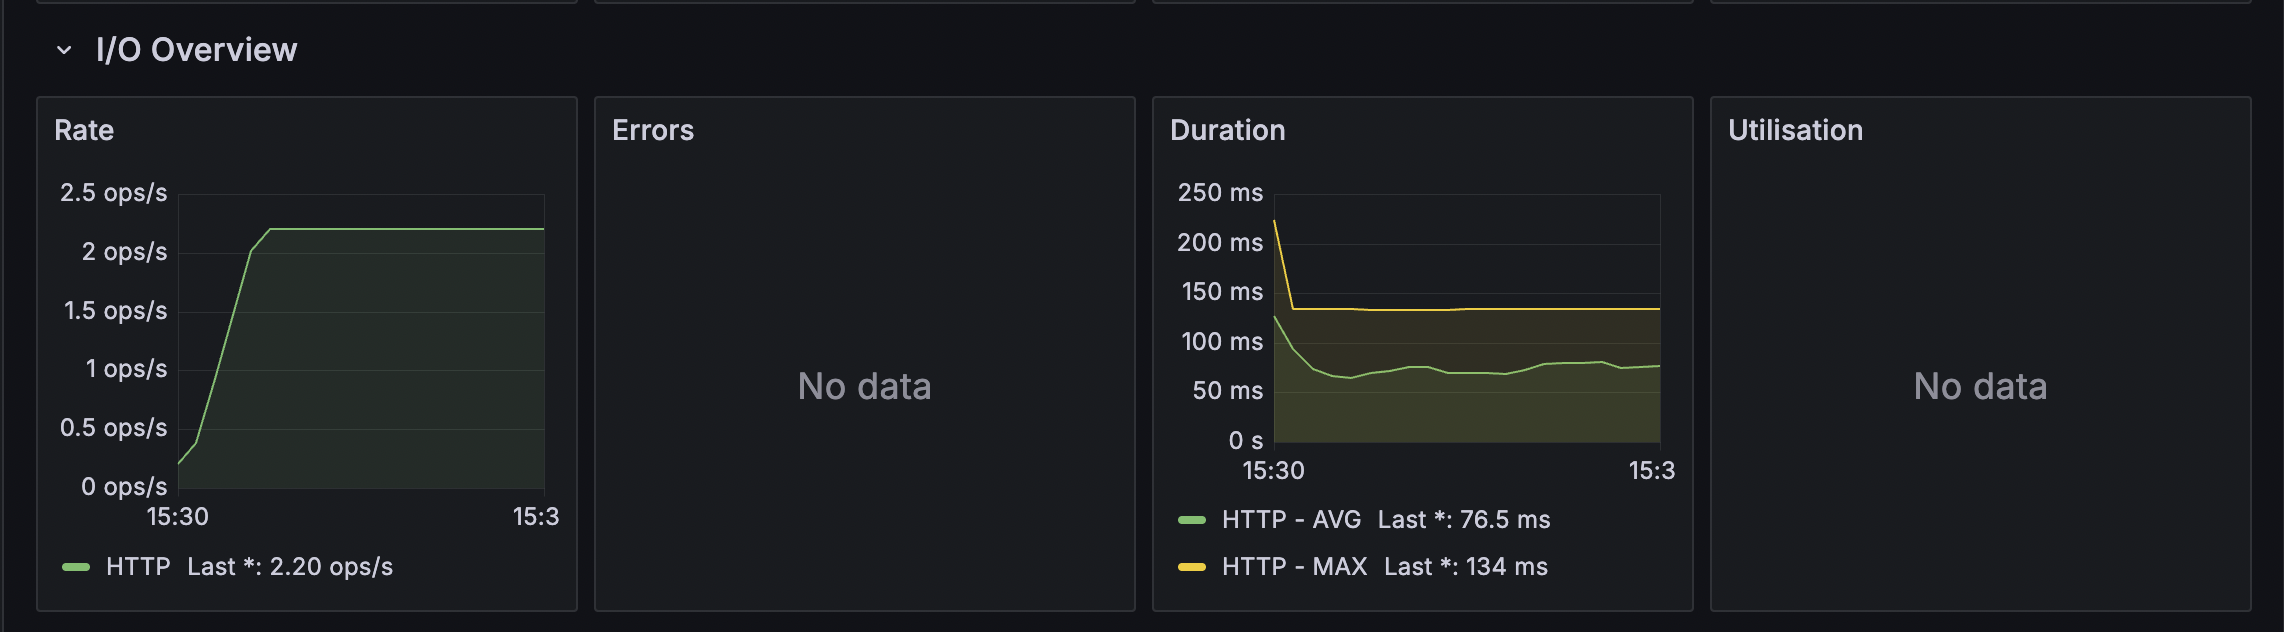 I/O Overview
Rate
2.5 ops/s
2 ops/s
1.5 ops/s
1 ops/s
0.5 ops/s
0 ops/s
15:30 15:3
HTTP Last *: 2.20 ops/s
Errors
No data
Duration
250 ms
200 ms
150 ms
100 ms
50 ms
0 s
15:30 15:3
HTTP - AVG Last *: 76.5 ms
HTTP - MAX Last *: 134 ms
Utilisation
No data